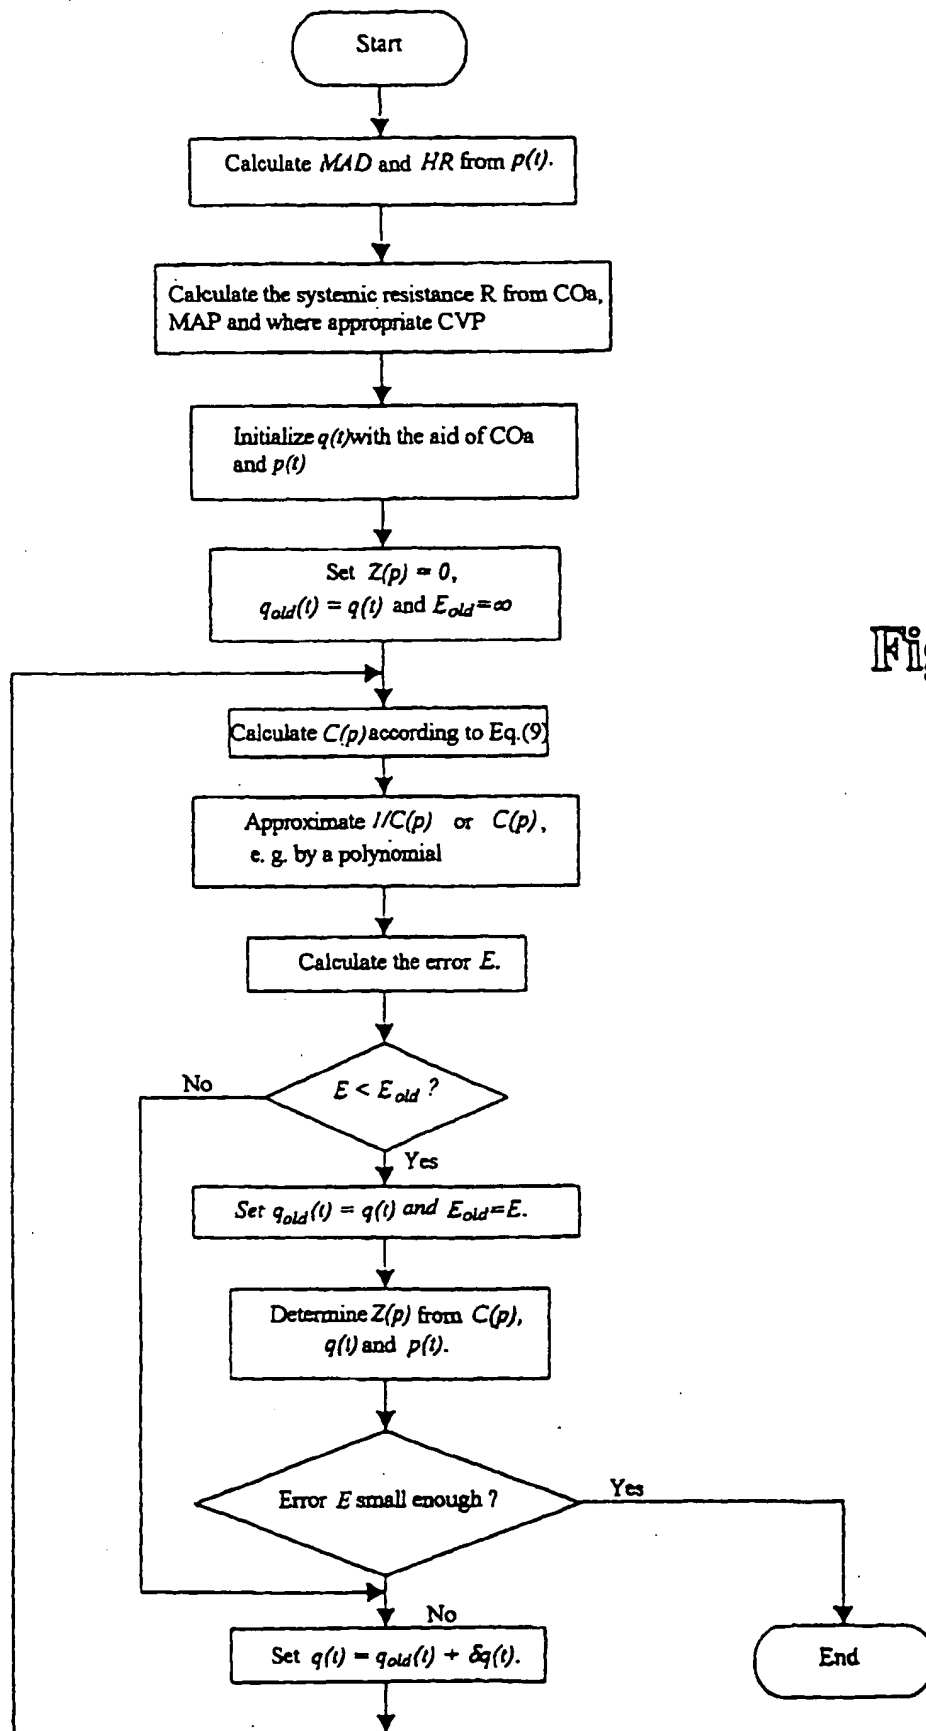 Start
Calculate MAD and HR from p(t).
Calculate the systemic resistance R from COa,
MAP and where appropriate CVP
Initialize q(t) with the aid of COa
and p(t)
Set Z(p) = 0,
q_old(t) = q(t) and E_old=∞
Fig
Calculate C(p) according to Eq.(9)
Approximate 1/C(p) or C(p),
e. g. by a polynomial
Calculate the error E.
E < E_old ?
No
Yes
Set q_old(t) = q(t) and E_old=E.
Determine Z(p) from C(p),
q(t) and p(t).
Error E small enough ?
Yes
No
Set q(t) = q_old(t) + δq(t).
End